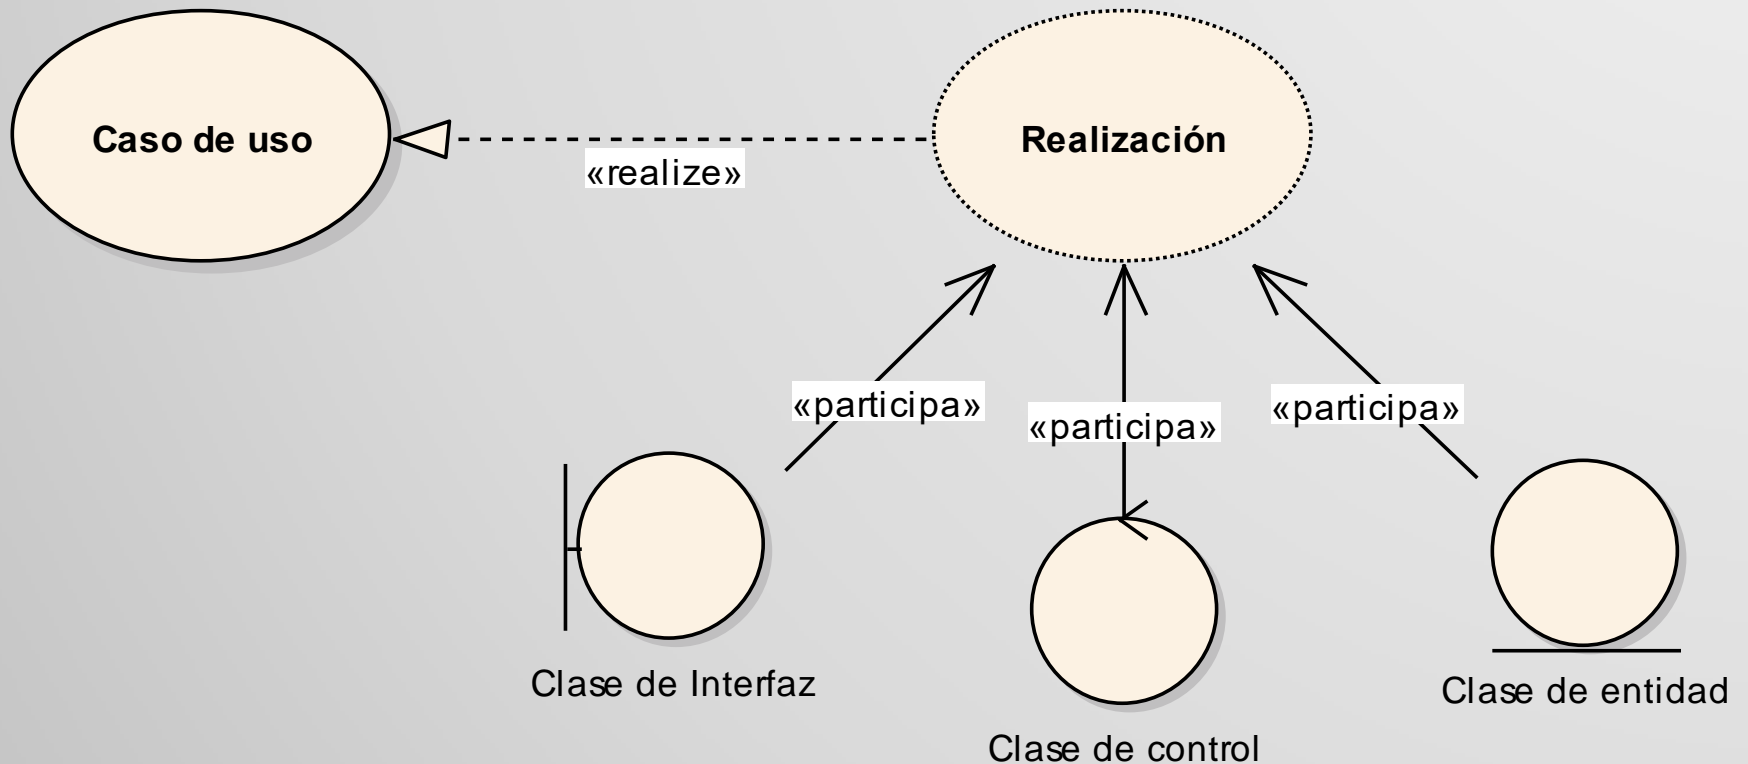 Caso de uso
«realize»
Realización
«participa»
«participa»
«participa»
Clase de Interfaz
Clase de control
Clase de entidad